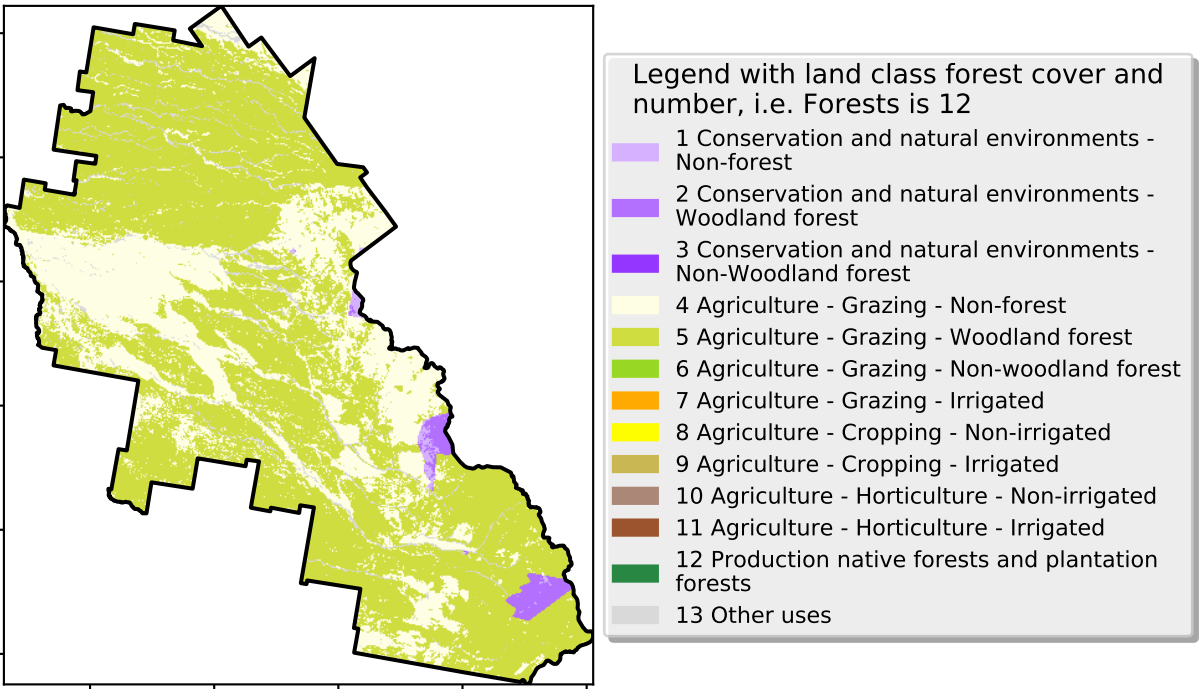 Legend with land class forest cover and
number, i.e. Forests is 12
1 Conservation and natural environments -
Non-forest
2 Conservation and natural environments -
Woodland forest
3 Conservation and natural environments -
Non-Woodland forest
4 Agriculture - Grazing - Non-forest
5 Agriculture - Grazing - Woodland forest
6 Agriculture - Grazing - Non-woodland forest
7 Agriculture - Grazing - Irrigated
8 Agriculture - Cropping - Non-irrigated
9 Agriculture - Cropping - Irrigated
10 Agriculture - Horticulture - Non-irrigated
11 Agriculture - Horticulture - Irrigated
12 Production native forests and plantation
forests
13 Other uses